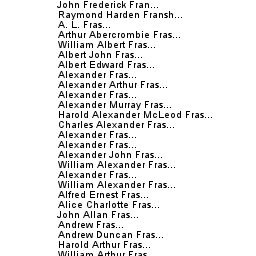 John Frederick Fran...
Raymond Harden Fransh...
A. L. Fras...
Arthur Abercrombie Fras...
William Albert Fras...
Albert John Fras...
Albert Edward Fras...
Alexander Fras...
Alexander Arthur Fras...
Alexander Fras...
Alexander Murray Fras...
Harold Alexander McLeod Fras...
Charles Alexander Fras...
Alexander Fras...
Alexander Fras...
Alexander John Fras...
William Alexander Fras...
Alexander Fras...
William Alexander Fras...
Alfred Ernest Fras...
Alice Charlotte Fras...
John Allan Fras...
Andrew Fras...
Andrew Duncan Fras...
Harold Arthur Fras...
William Arthur Fras...